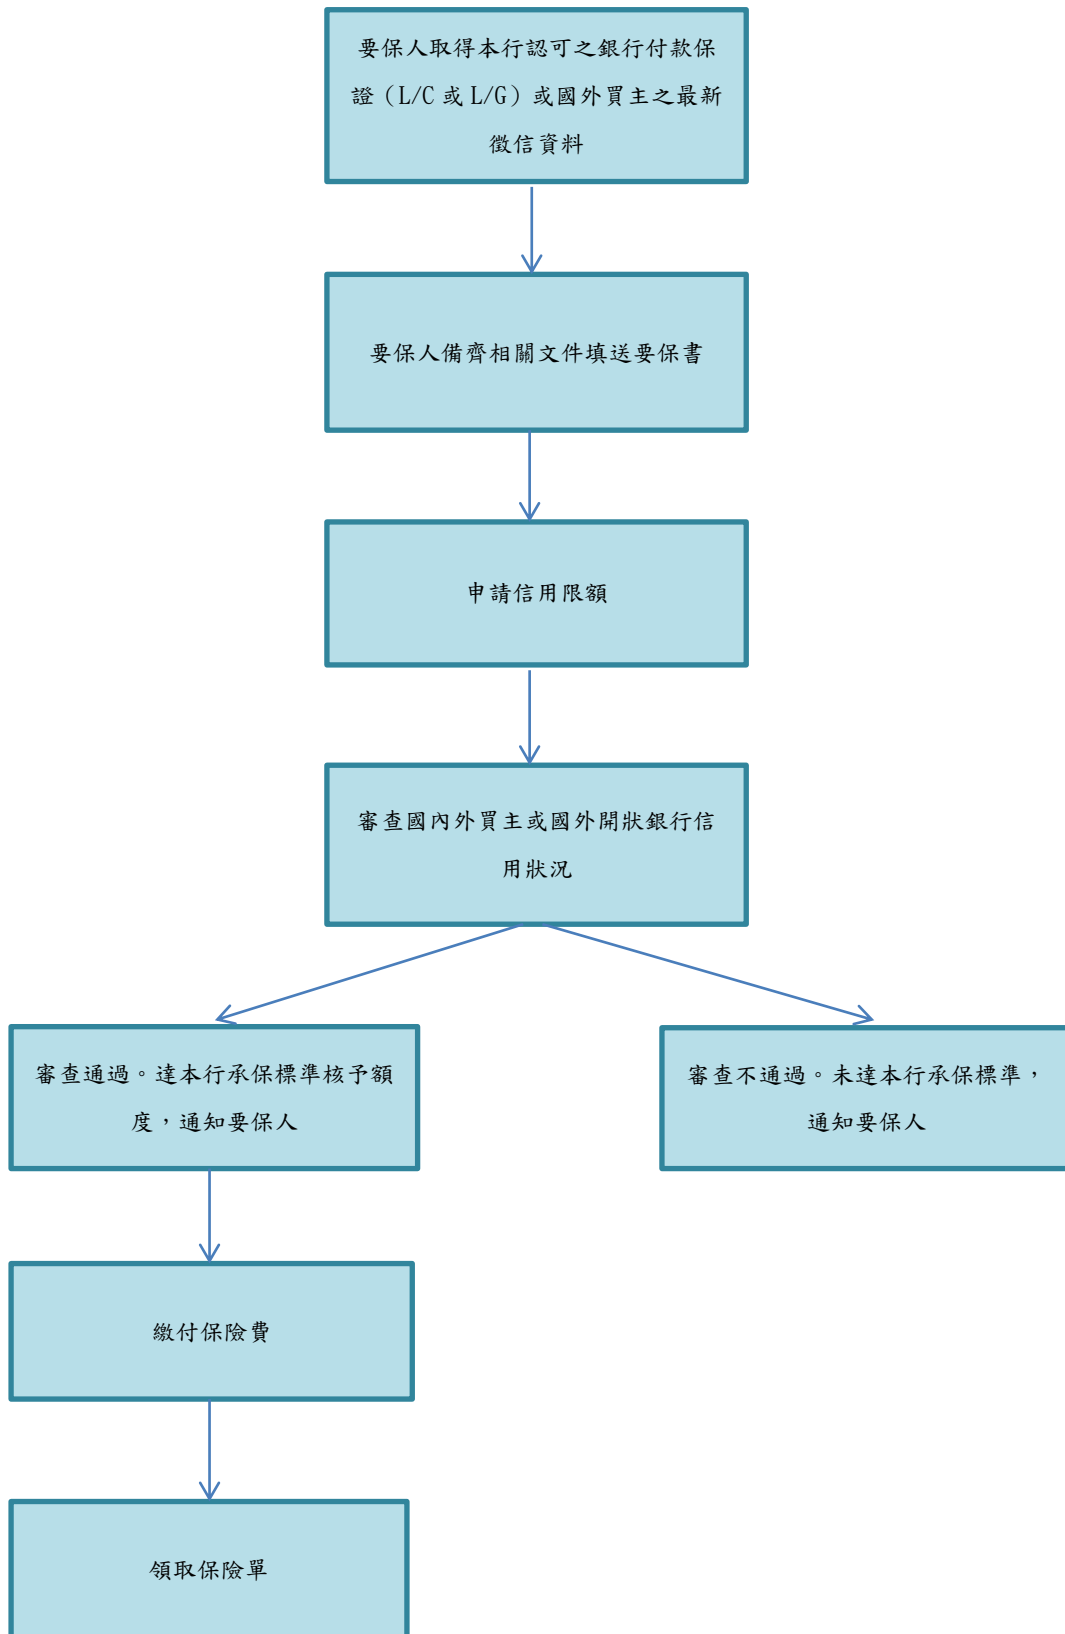 要保人取得本行認可之銀行付款保
證（L/C 或 L/G）或國外買主之最新
徵信資料
要保人備齊相關文件填送要保書
申請信用限額
審查國內外買主或國外開狀銀行信
用狀況
審查通過。達本行承保標準核予額
度，通知要保人
審查不通過。未達本行承保標準，
通知要保人
繳付保險費
領取保險單